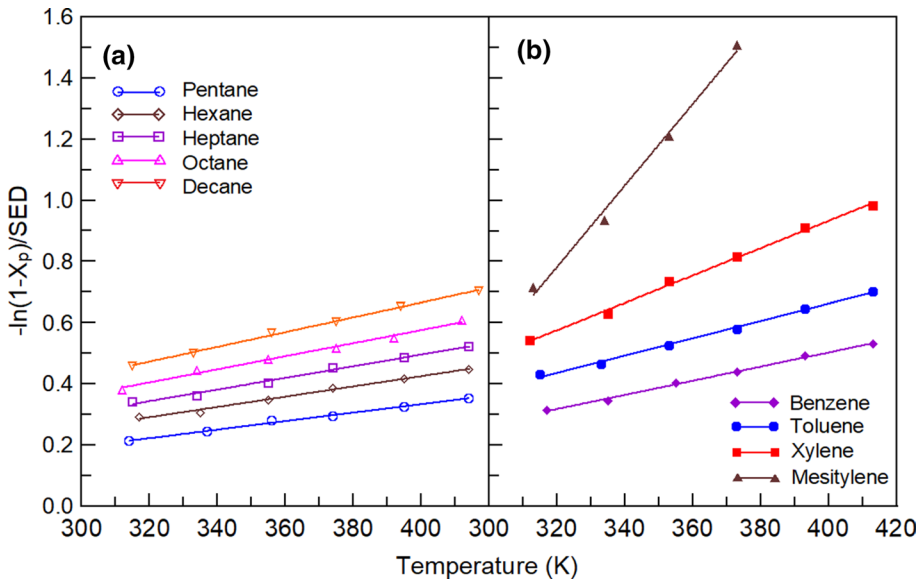 -ln(1-Xp)/SED
1.6
1.4
1.2
1.0
0.8
0.6
0.4
0.2
0.0
(a)
Pentane
Hexane
Heptane
Octane
Decane
(b)
Benzene
Toluene
Xylene
Mesitylene
300 320 340 360 380 400 300 320 340 360 380 400 420
Temperature (K)